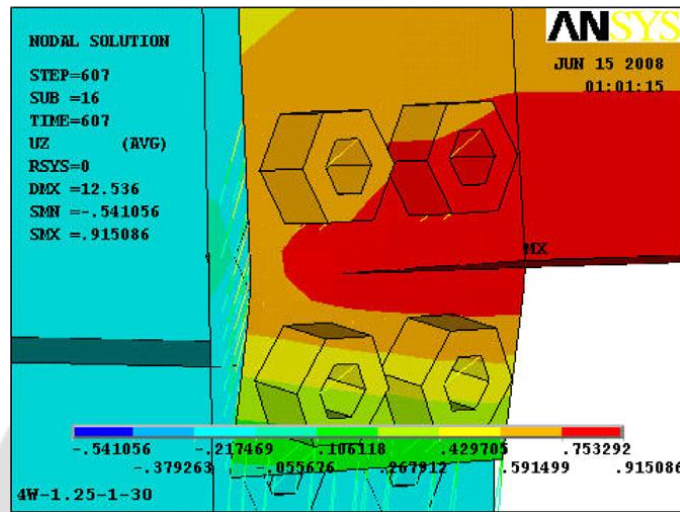 ANSYS
NODAL SOLUTION
JUN 15 2008
01:01:15
STEP=607
SUB =16
TIME=607
UZ (AVG)
RSYS=0
DMX =12.536
SMN =-.541056
SMX =.915086
MX
-.541056 -.217469 .106118 .429705 .753292
-.379263 -.055676 .267912 .591499 .915086
4W-1.25-1-30